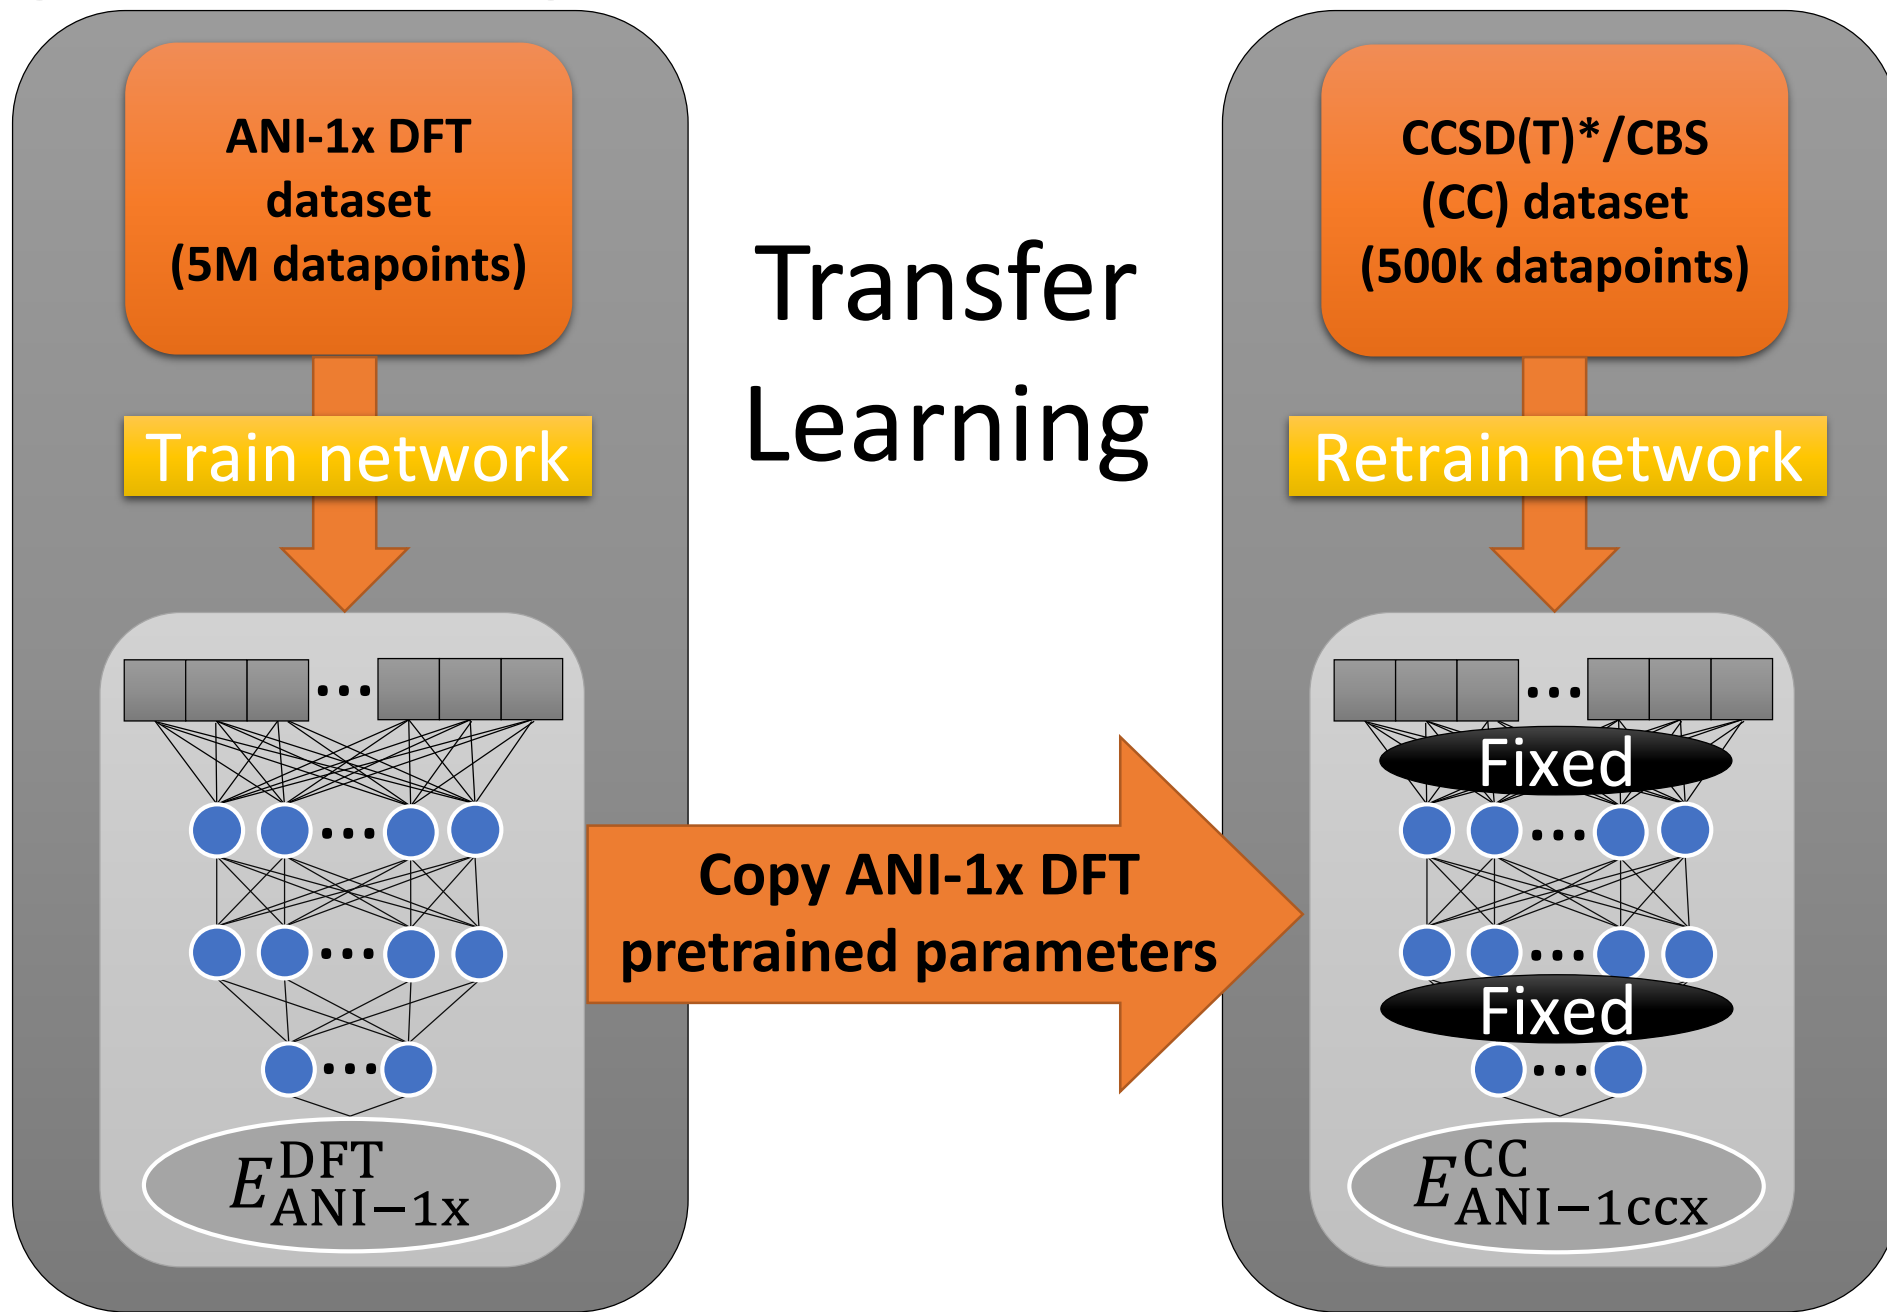 ANI-1x DFT
dataset
(5M datapoints)
Train network
E^DFT_ANI−1x
Transfer
Learning
Copy ANI-1x DFT
pretrained parameters
CCSD(T)*/CBS
(CC) dataset
(500k datapoints)
Retrain network
Fixed
Fixed
E^CC_ANI−1ccx